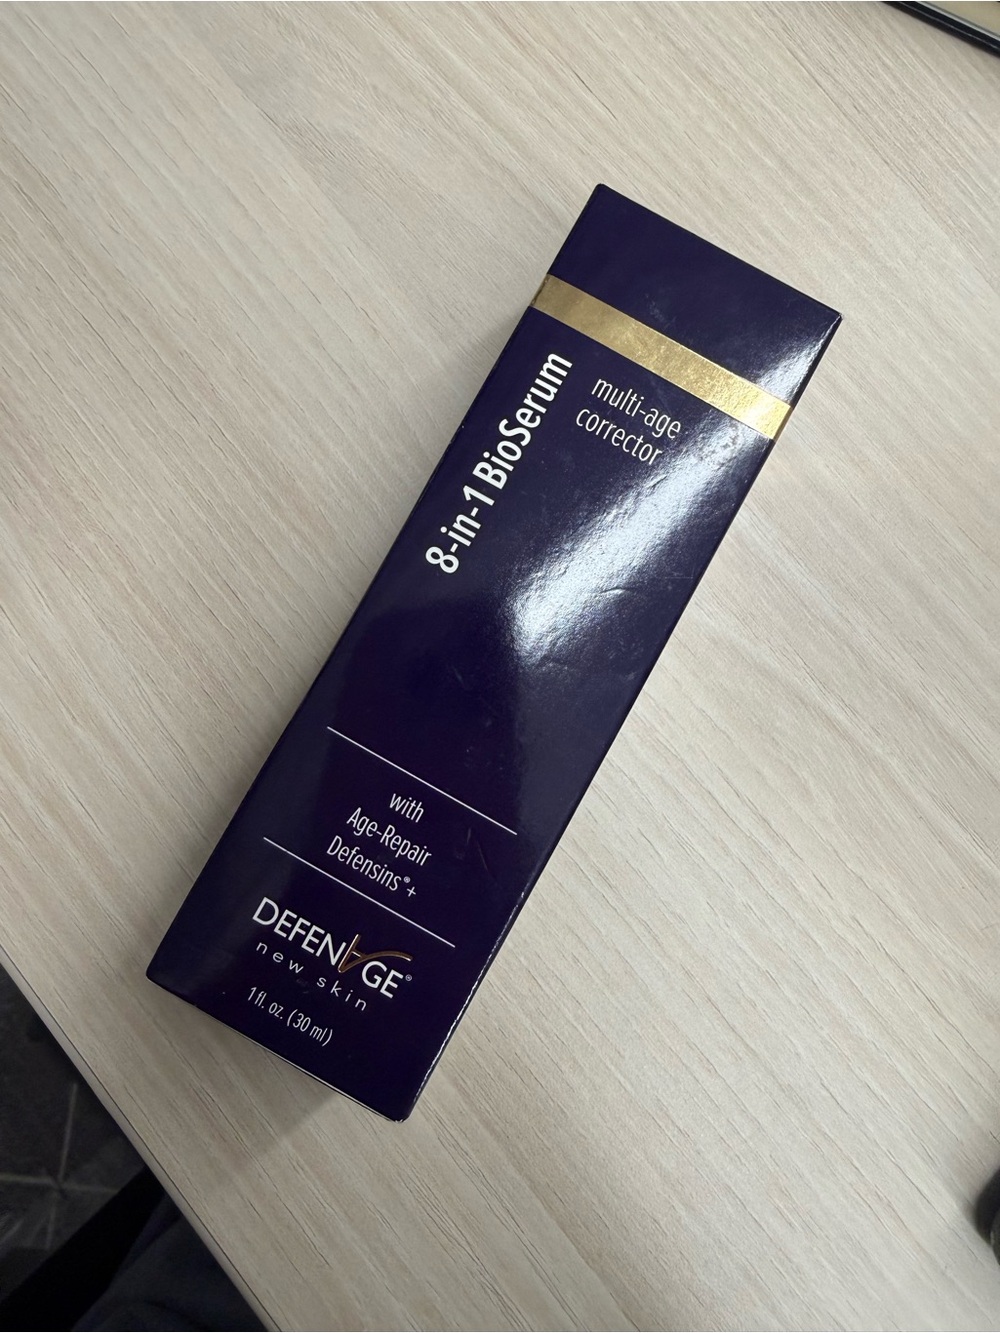 8-in-1 BioSerum
multi-age
corrector
with
Age-Repair
Defensins®+
DEFENAGE®
new skin
1 fl. oz. (30 ml)